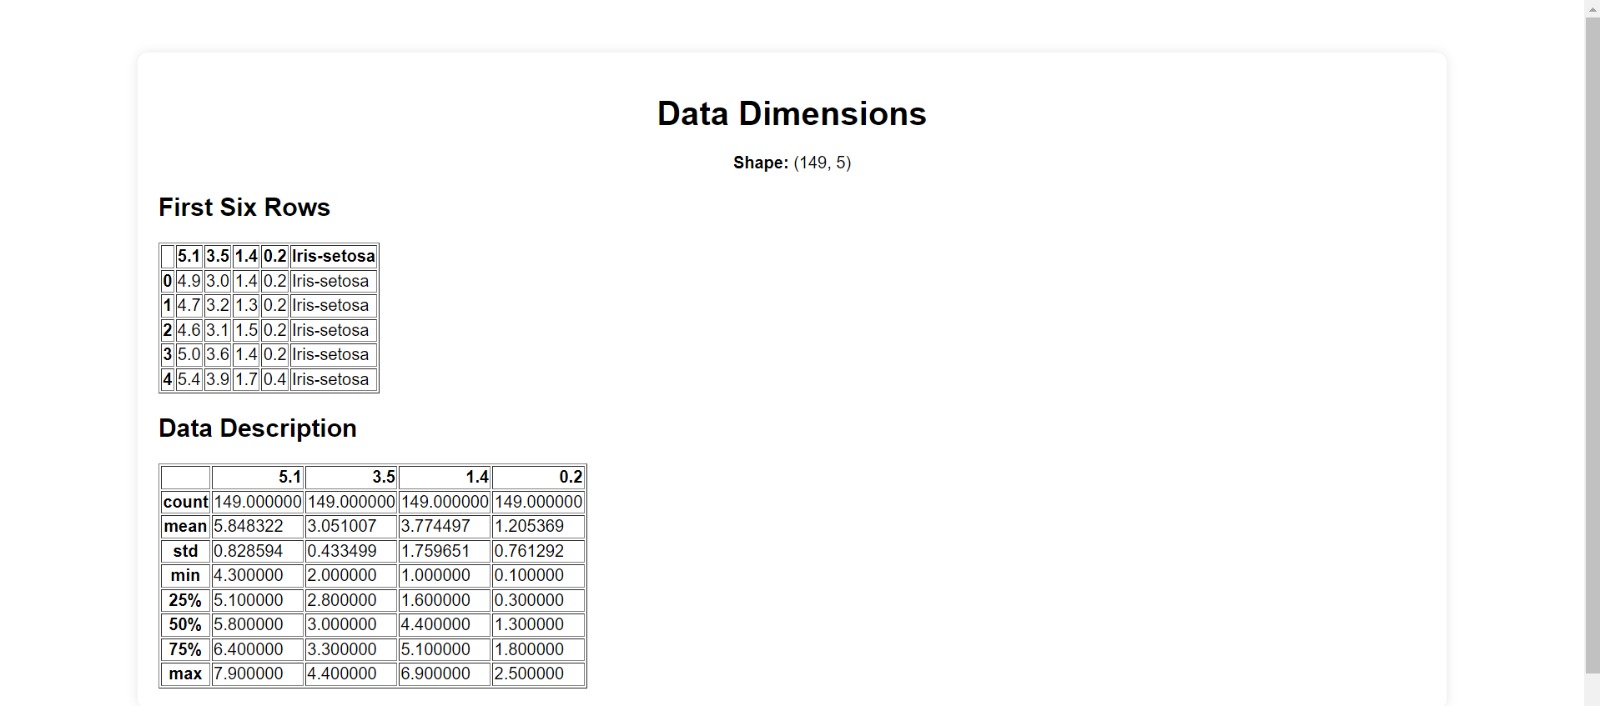 Data Dimensions
Shape: (149, 5)
First Six Rows
5.1 3.5 1.4 0.2 Iris-setosa
0 4.9 3.0 1.4 0.2 Iris-setosa
1 4.7 3.2 1.3 0.2 Iris-setosa
2 4.6 3.1 1.5 0.2 Iris-setosa
3 5.0 3.6 1.4 0.2 Iris-setosa
4 5.4 3.9 1.7 0.4 Iris-setosa
Data Description
5.1 3.5 1.4 0.2
count 149.000000 149.000000 149.000000 149.000000
mean 5.848322 3.051007 3.774497 1.205369
std 0.828594 0.433499 1.759651 0.761292
min 4.300000 2.000000 1.000000 0.100000
25% 5.100000 2.800000 1.600000 0.300000
50% 5.800000 3.000000 4.400000 1.300000
75% 6.400000 3.300000 5.100000 1.800000
max 7.900000 4.400000 6.900000 2.500000